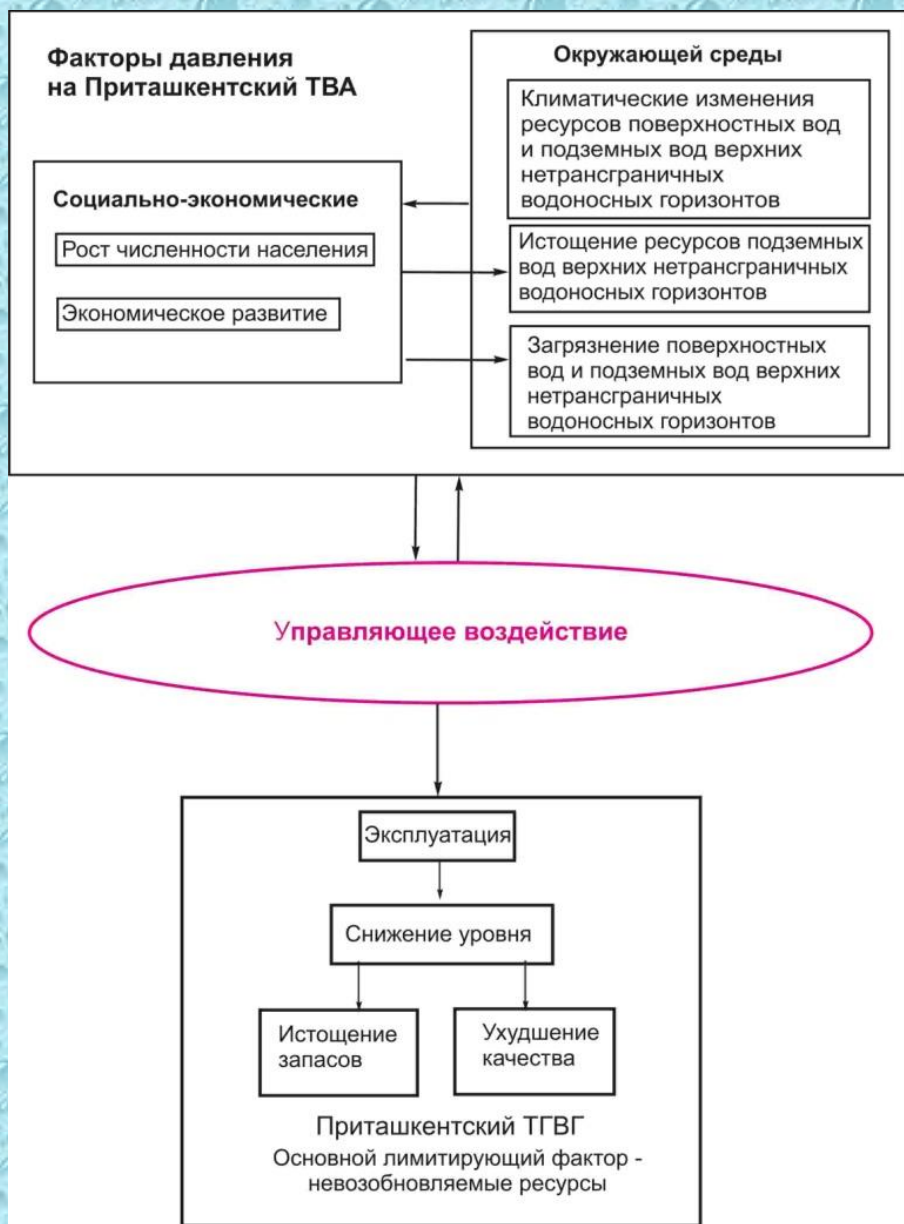 Факторы давления
на Приташкентский ТВА
Окружающей среды
Климатические изменения
ресурсов поверхностных вод
и подземных вод верхних
нетрансграничных
водоносных горизонтов
Социально-экономические
Рост численности населения
Экономическое развитие
Истощение ресурсов подземных
вод верхних нетрансграничных
водоносных горизонтов
Загрязнение поверхностных
вод и подземных вод верхних
нетрансграничных
водоносных горизонтов
Управляющее воздействие
Эксплуатация
Снижение уровня
Истощение
запасов
Ухудшение
качества
Приташкентский ТГВГ
Основной лимитирующий фактор -
невозобновляемые ресурсы